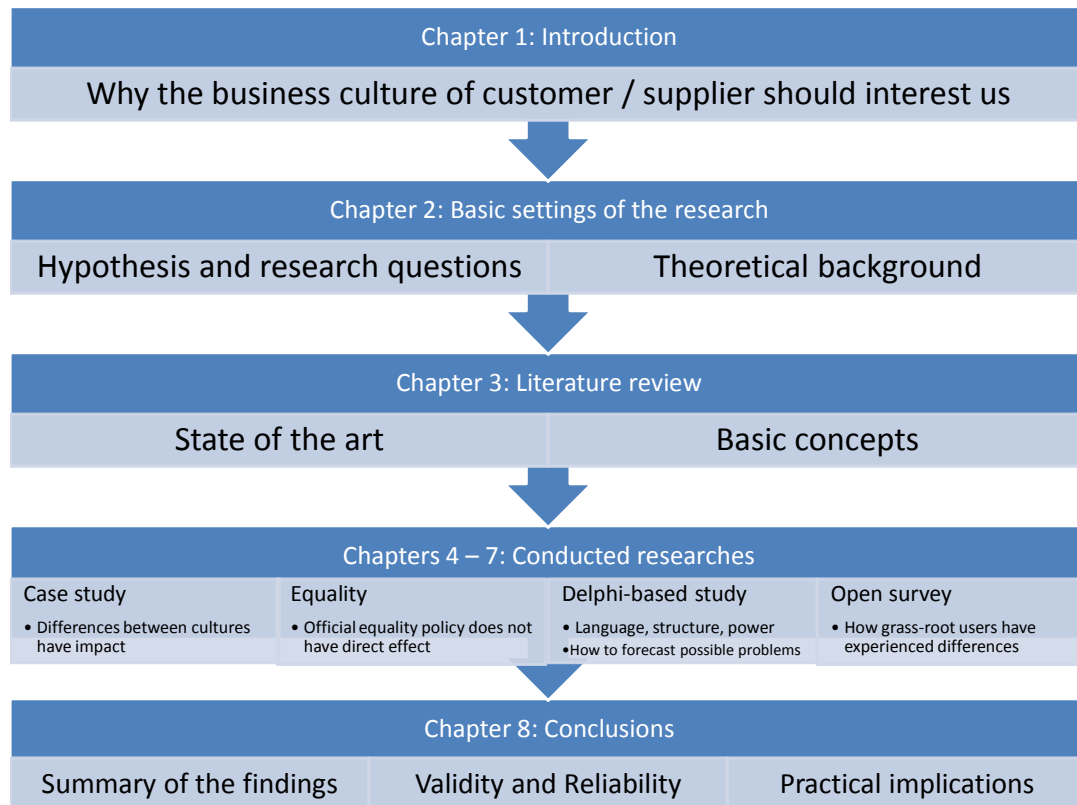 Chapter 1: Introduction
Why the business culture of customer / supplier should interest us
Chapter 2: Basic settings of the research
Hypothesis and research questions
Theoretical background
Chapter 3: Literature review
State of the art
Basic concepts
Chapters 4 – 7: Conducted researches
Case study
• Differences between cultures
have impact
Equality
• Official equality policy does not
have direct effect
Delphi-based study
• Language, structure, power
•How to forecast possible problems
Open survey
• How grass-root users have
experienced differences
Chapter 8: Conclusions
Summary of the findings
Validity and Reliability
Practical implications